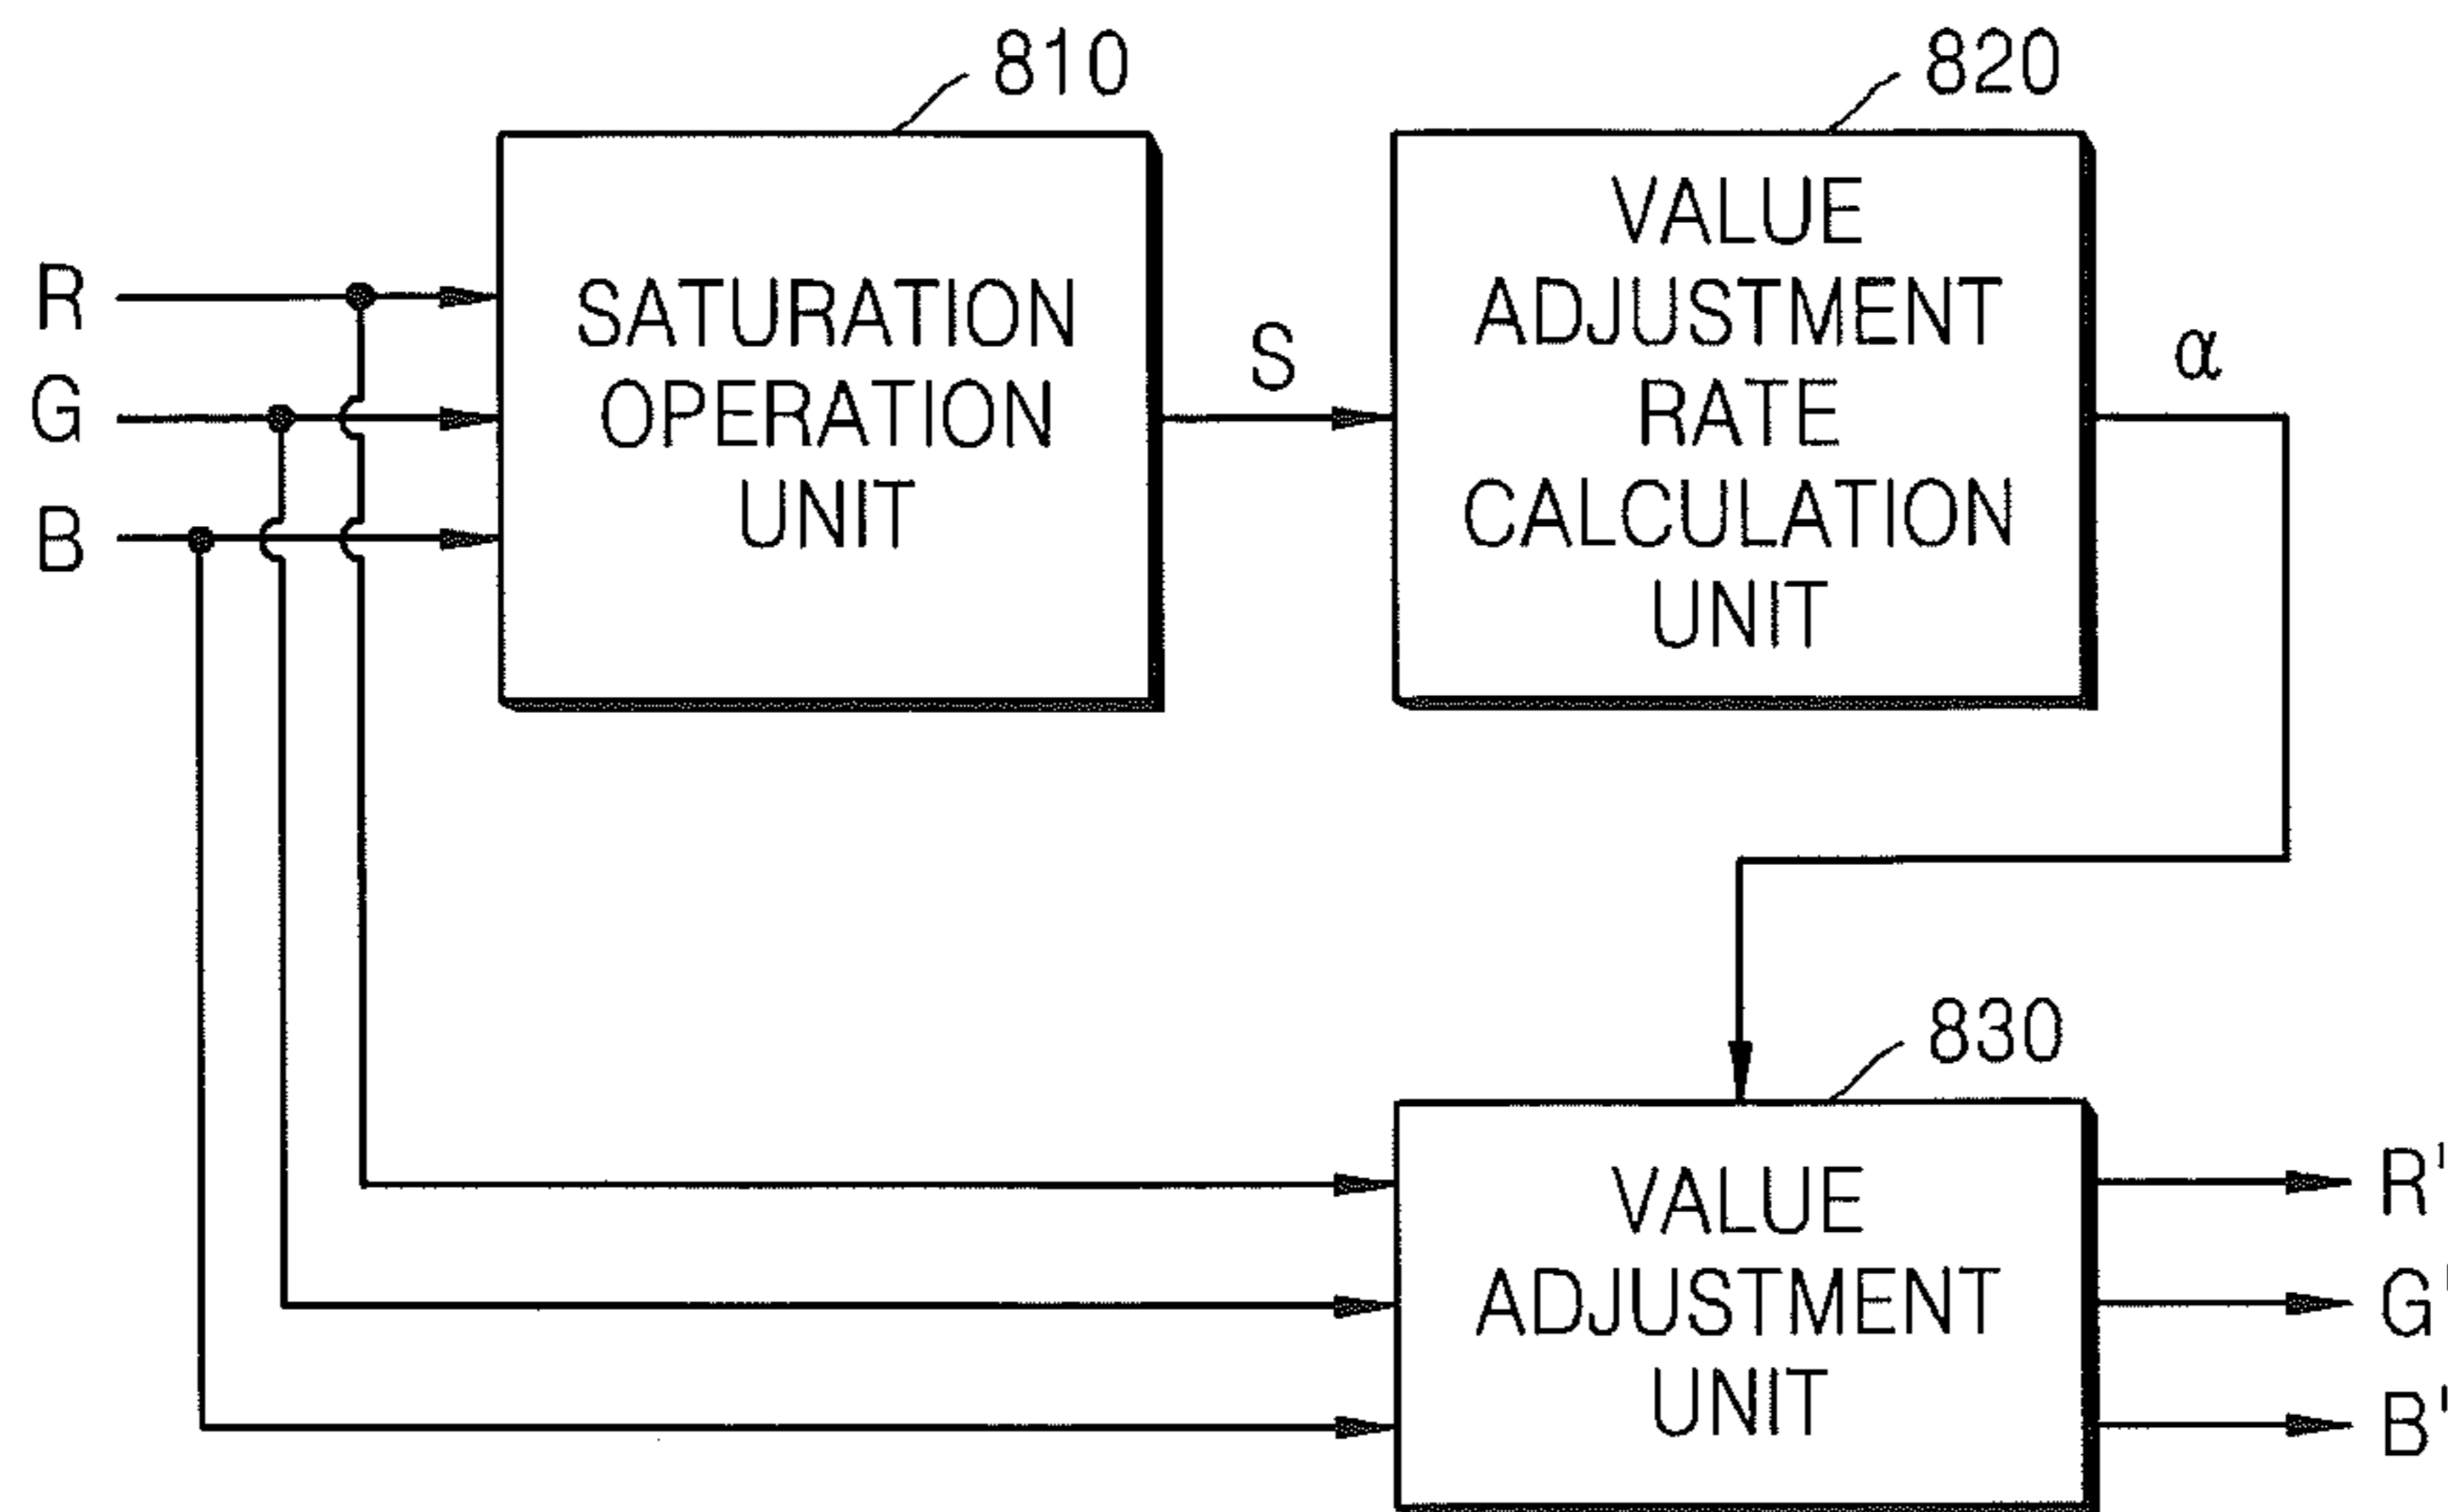 810
820
R
G
B
SATURATION
OPERATION
UNIT
S
VALUE
ADJUSTMENT
RATE
CALCULATION
UNIT
α
830
VALUE
ADJUSTMENT
UNIT
R'
G'
B'